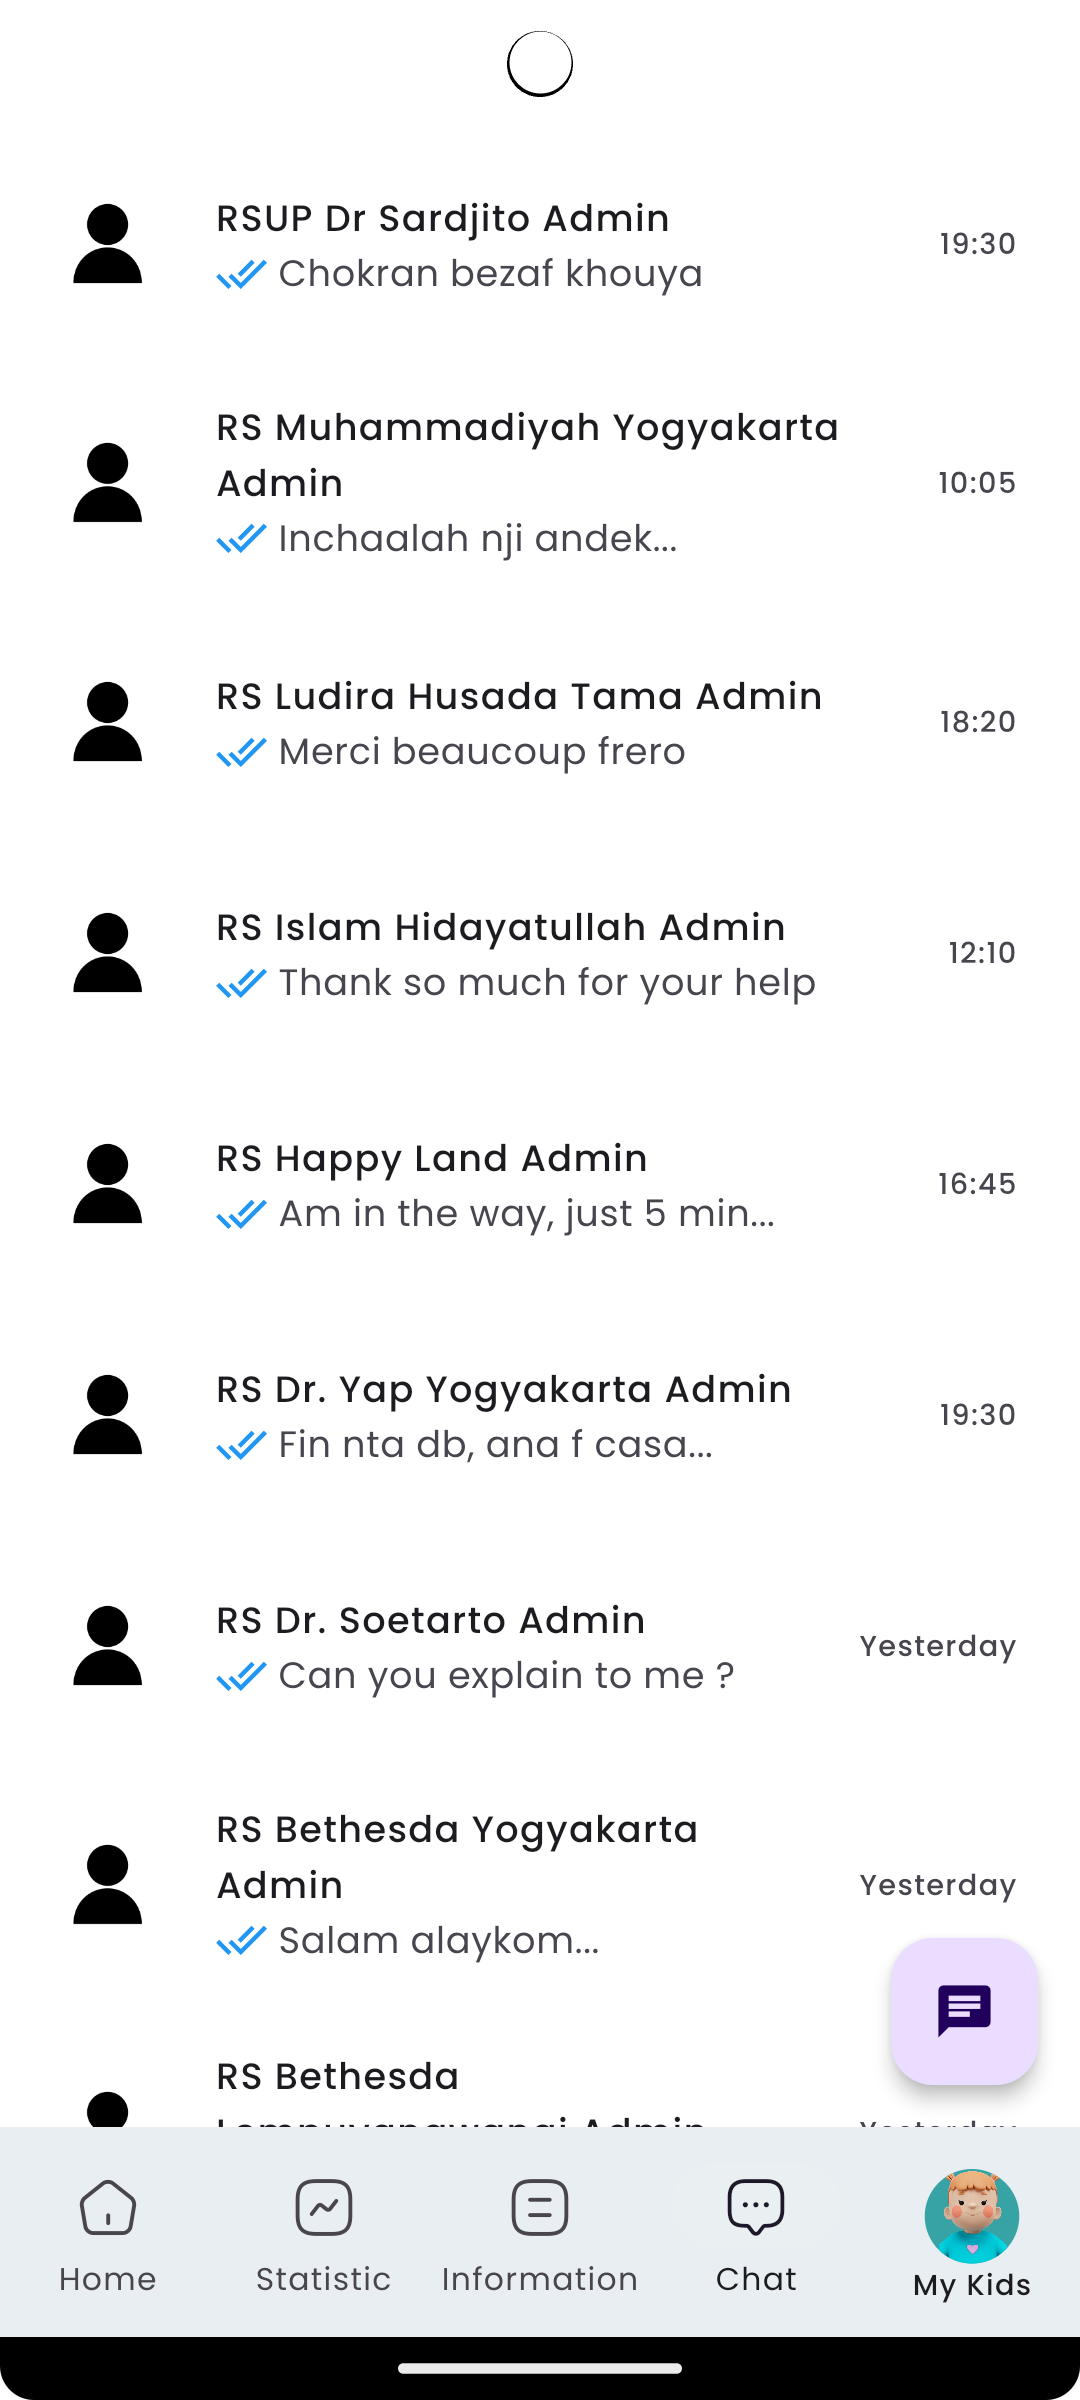 RSUP Dr Sardjito Admin
Chokran bezaf khouya
19:30
RS Muhammadiyah Yogyakarta
Admin
Inchaalah nji andek...
10:05
RS Ludira Husada Tama Admin
Merci beaucoup frero
18:20
RS Islam Hidayatullah Admin
Thank so much for your help
12:10
RS Happy Land Admin
Am in the way, just 5 min...
16:45
RS Dr. Yap Yogyakarta Admin
Fin nta db, ana f casa...
19:30
RS Dr. Soetarto Admin
Can you explain to me ?
Yesterday
RS Bethesda Yogyakarta
Admin
Salam alaykom...
Yesterday
RS Bethesda
Admin
Yesterday
Home
Statistic
Information
Chat
My Kids